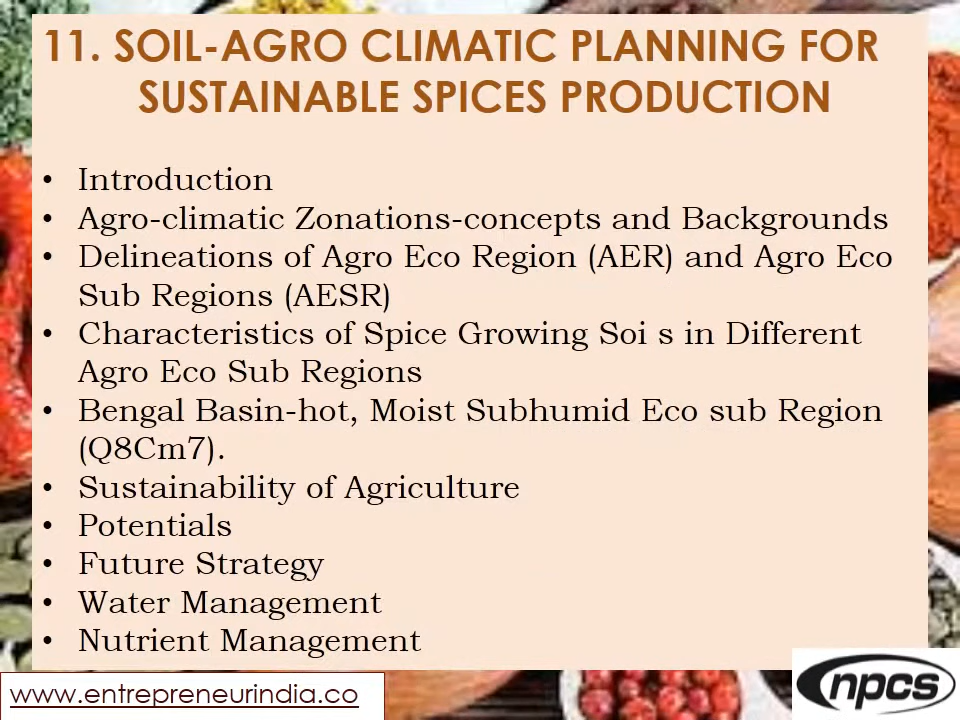 11. SOIL-AGRO CLIMATIC PLANNING FOR
SUSTAINABLE SPICES PRODUCTION
• Introduction
• Agro-climatic Zonations-concepts and Backgrounds
• Delineations of Agro Eco Region (AER) and Agro Eco
Sub Regions (AESR)
• Characteristics of Spice Growing Soi s in Different
Agro Eco Sub Regions
• Bengal Basin-hot, Moist Subhumid Eco sub Region
(Q8Cm7).
• Sustainability of Agriculture
• Potentials
• Future Strategy
• Water Management
• Nutrient Management
www.entrepreneurindia.co
npcs